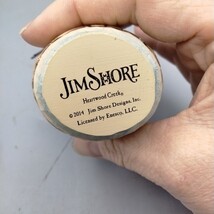 JIM SHORE
Heartwood Creek®
©2014 Jim Shore Designs, Inc.
Licensed by Enesco, LLC.